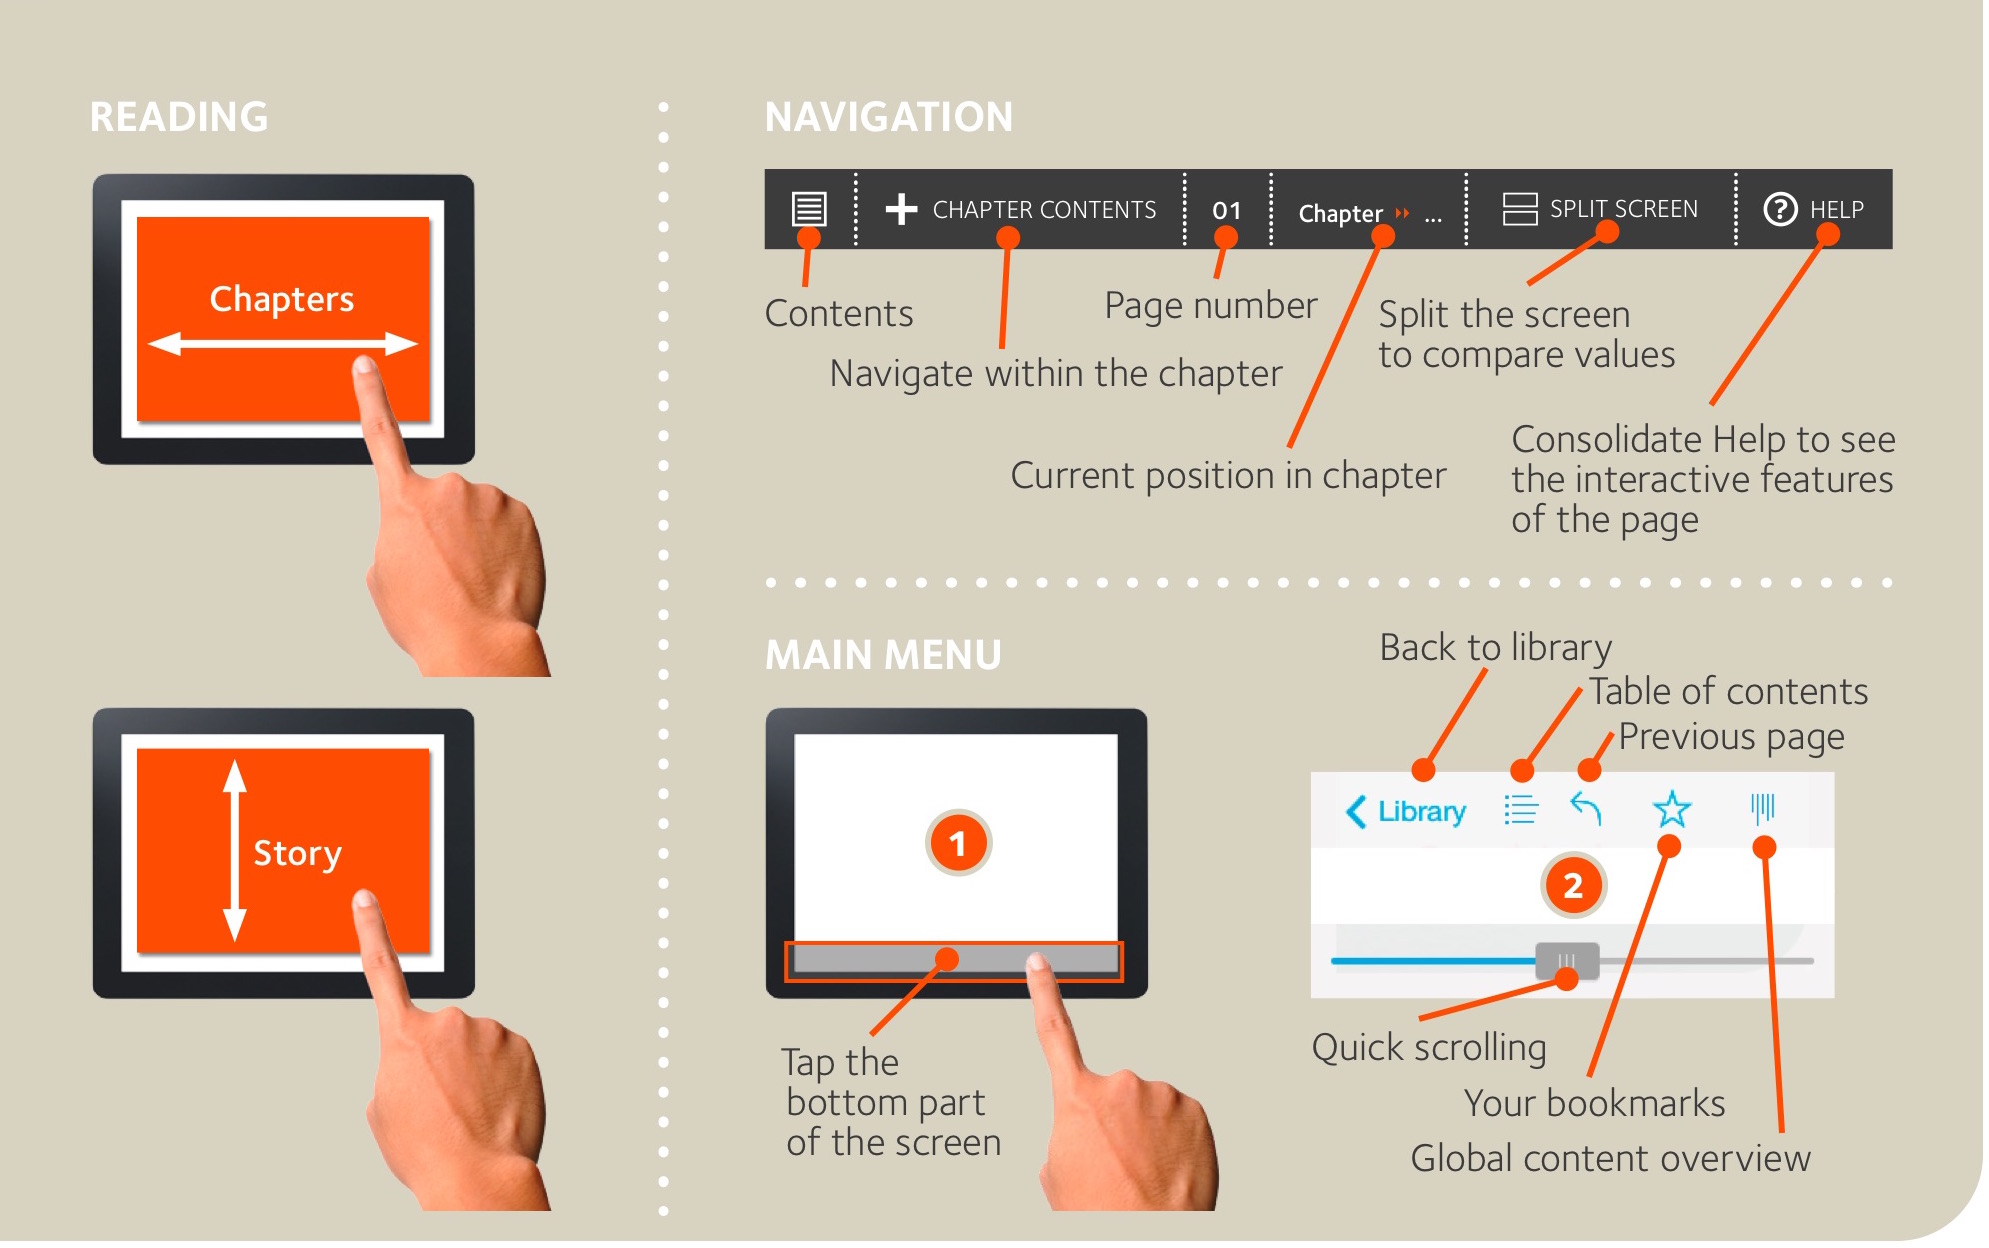 READING
Chapters
Story
NAVIGATION
CHAPTER CONTENTS
01
Chapter ...
SPLIT SCREEN
? HELP
Contents
Page number
Split the screen
to compare values
Navigate within the chapter
Current position in chapter
Consolidate Help to see
the interactive features
of the page
MAIN MENU
1
Tap the
bottom part
of the screen
Back to library
Table of contents
Previous page
Library
2
Quick scrolling
Your bookmarks
Global content overview